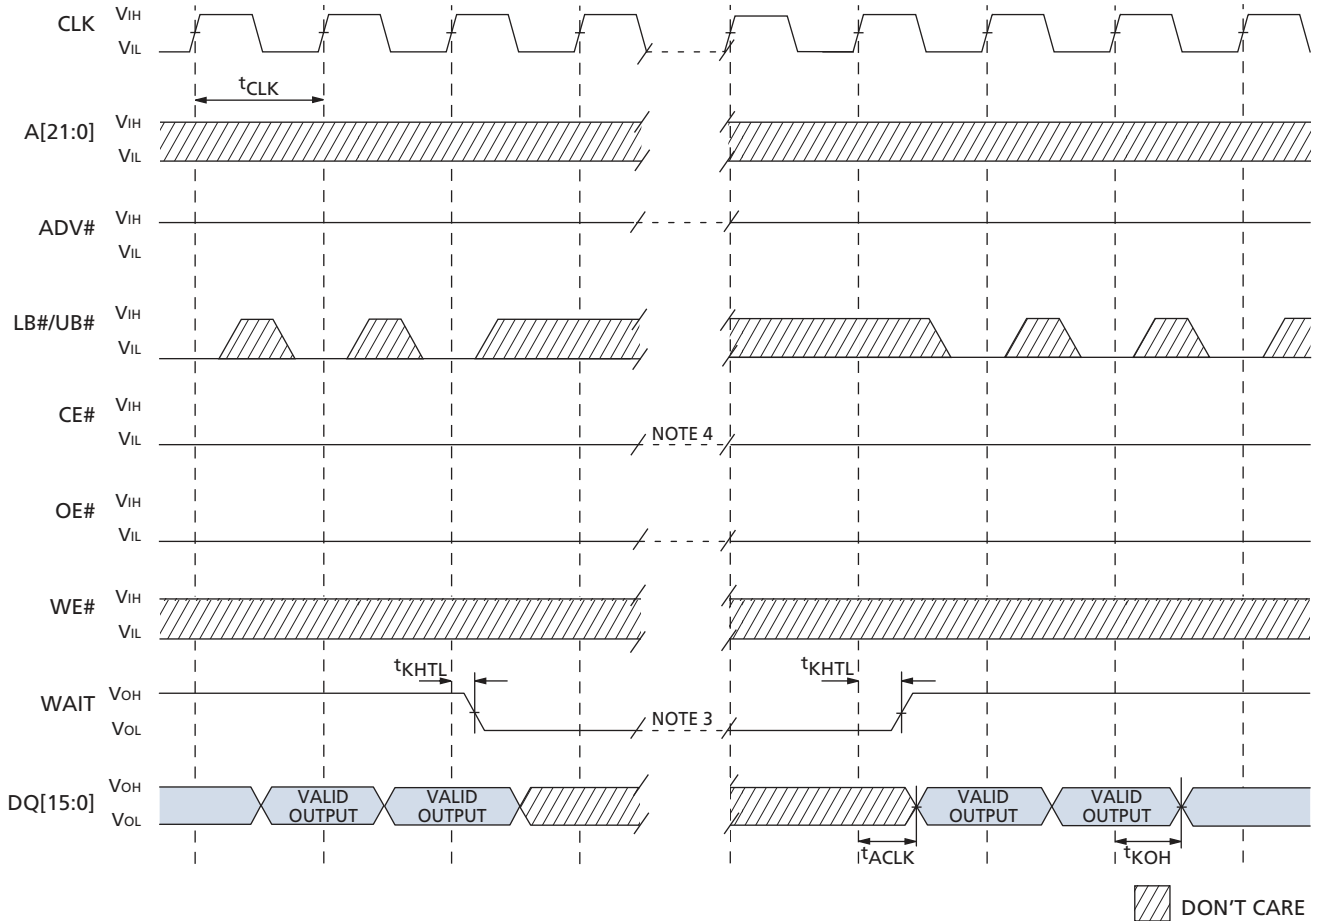 CLK VIH
VIL
tCLK
A[21:0] VIH
VIL
ADV# VIH
VIL
LB#/UB# VIH
VIL
CE# VIH
VIL
NOTE 4
OE# VIH
VIL
WE# VIH
VIL
tKHTL tKHTL
WAIT VOH
VOL
NOTE 3
DQ[15:0] VOH
VOL
VALID OUTPUT
VALID OUTPUT
VALID OUTPUT
VALID OUTPUT
tACLK tKOH
DON'T CARE